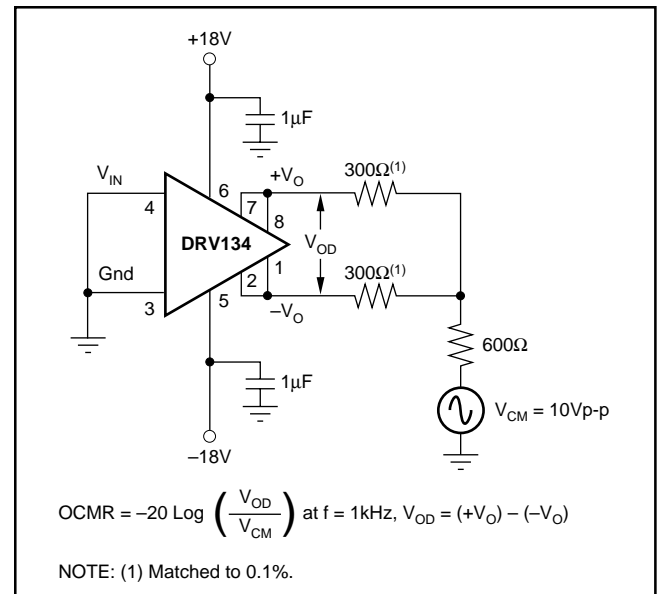 +18V
1μF
V_IN
4
6
7
8
+V_O
300Ω(1)
DRV134
V_OD
Gnd
3
5
2
1
–V_O
300Ω(1)
600Ω
1μF
V_CM = 10Vp-p
–18V
OCMR = –20 Log (V_OD / V_CM) at f = 1kHz, V_OD = (+V_O) – (–V_O)
NOTE: (1) Matched to 0.1%.